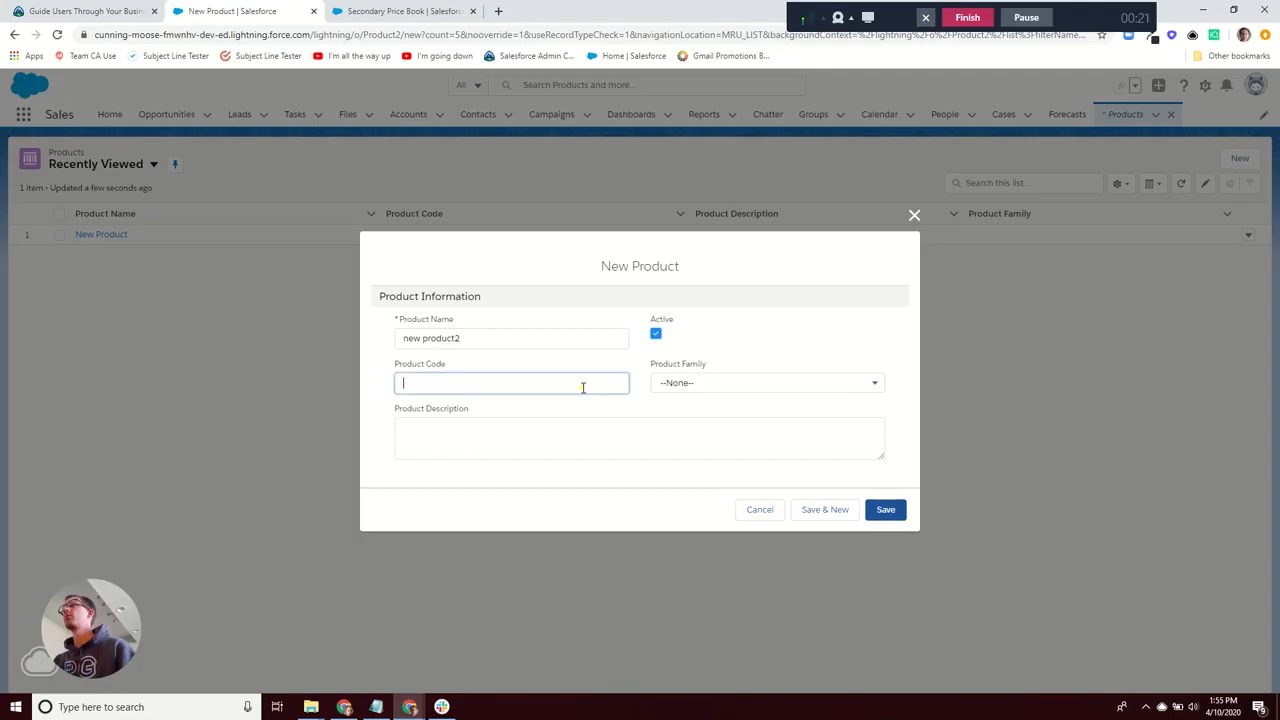 Guide Users Through Your Busin
New Product | Salesforce
Secondary Price Book | Salesforc
Finish
Pause
00:21
cunning-moose-fmwnhv-dev-ed.lightning.force.com/lightning/o/Product2/new?count=5&nooverride=1&useRecordTypeCheck=1&navigationLocation=MRU_LIST&backgroundContext=%2Flightning%2Fo%2FProduct2%2Flist%3FfilterName...
Apps
Team CA Use
Subject Line Tester
Subject Line Tester
I'm all the way up
I'm going down
Salesforce Admin C...
Home | Salesforce
Gmail Promotions B...
Other bookmarks
All
Search Products and more...
Sales
Home
Opportunities
Leads
Tasks
Files
Accounts
Contacts
Campaigns
Dashboards
Reports
Chatter
Groups
Calendar
People
Cases
Forecasts
* Products
Products
Recently Viewed
New
1 item • Updated a few seconds ago
Search this list...
Product Name
Product Code
Product Description
Product Family
1
New Product
New Product
Product Information
* Product Name
Active
new product2
Product Code
Product Family
--None--
Product Description
Cancel
Save & New
Save
Type here to search
1:55 PM
4/10/2020